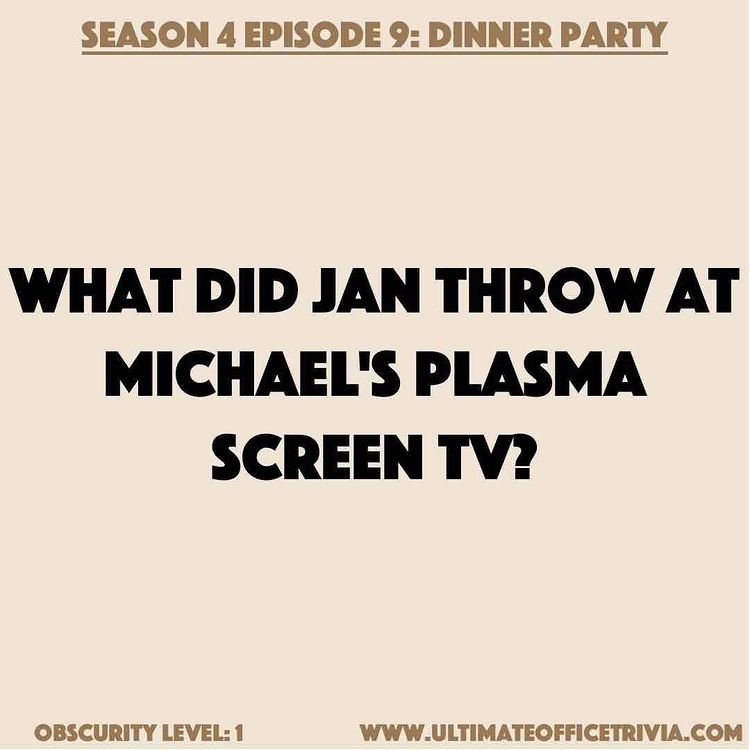 SEASON 4 EPISODE 9: DINNER PARTY
WHAT DID JAN THROW AT
MICHAEL'S PLASMA
SCREEN TV?
OBSCURITY LEVEL: 1
WWW.ULTIMATEOFFICETRIVIA.COM